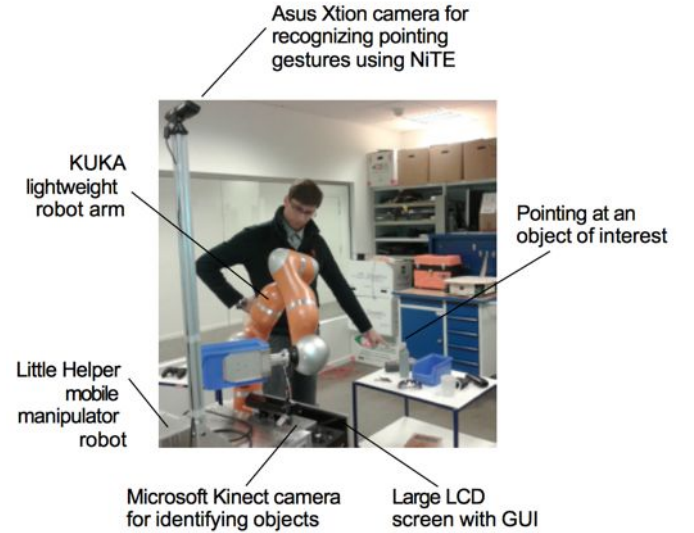 Asus Xtion camera for
recognizing pointing
gestures using NiTE
KUKA
lightweight
robot arm
Pointing at an
object of interest
Little Helper
mobile
manipulator
robot
Microsoft Kinect camera
for identifying objects
Large LCD
screen with GUI